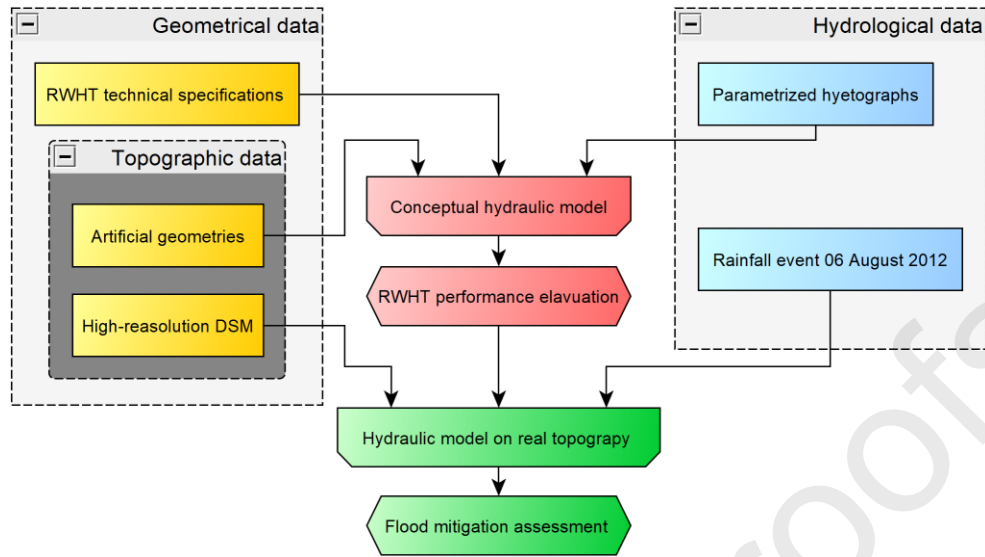 Geometrical data
RWHT technical specifications
Topographic data
Artificial geometries
High-reasolution DSM
Hydrological data
Parametrized hyetographs
Rainfall event 06 August 2012
Conceptual hydraulic model
RWHT performance elavuation
Hydraulic model on real topograpy
Flood mitigation assessment
roofs